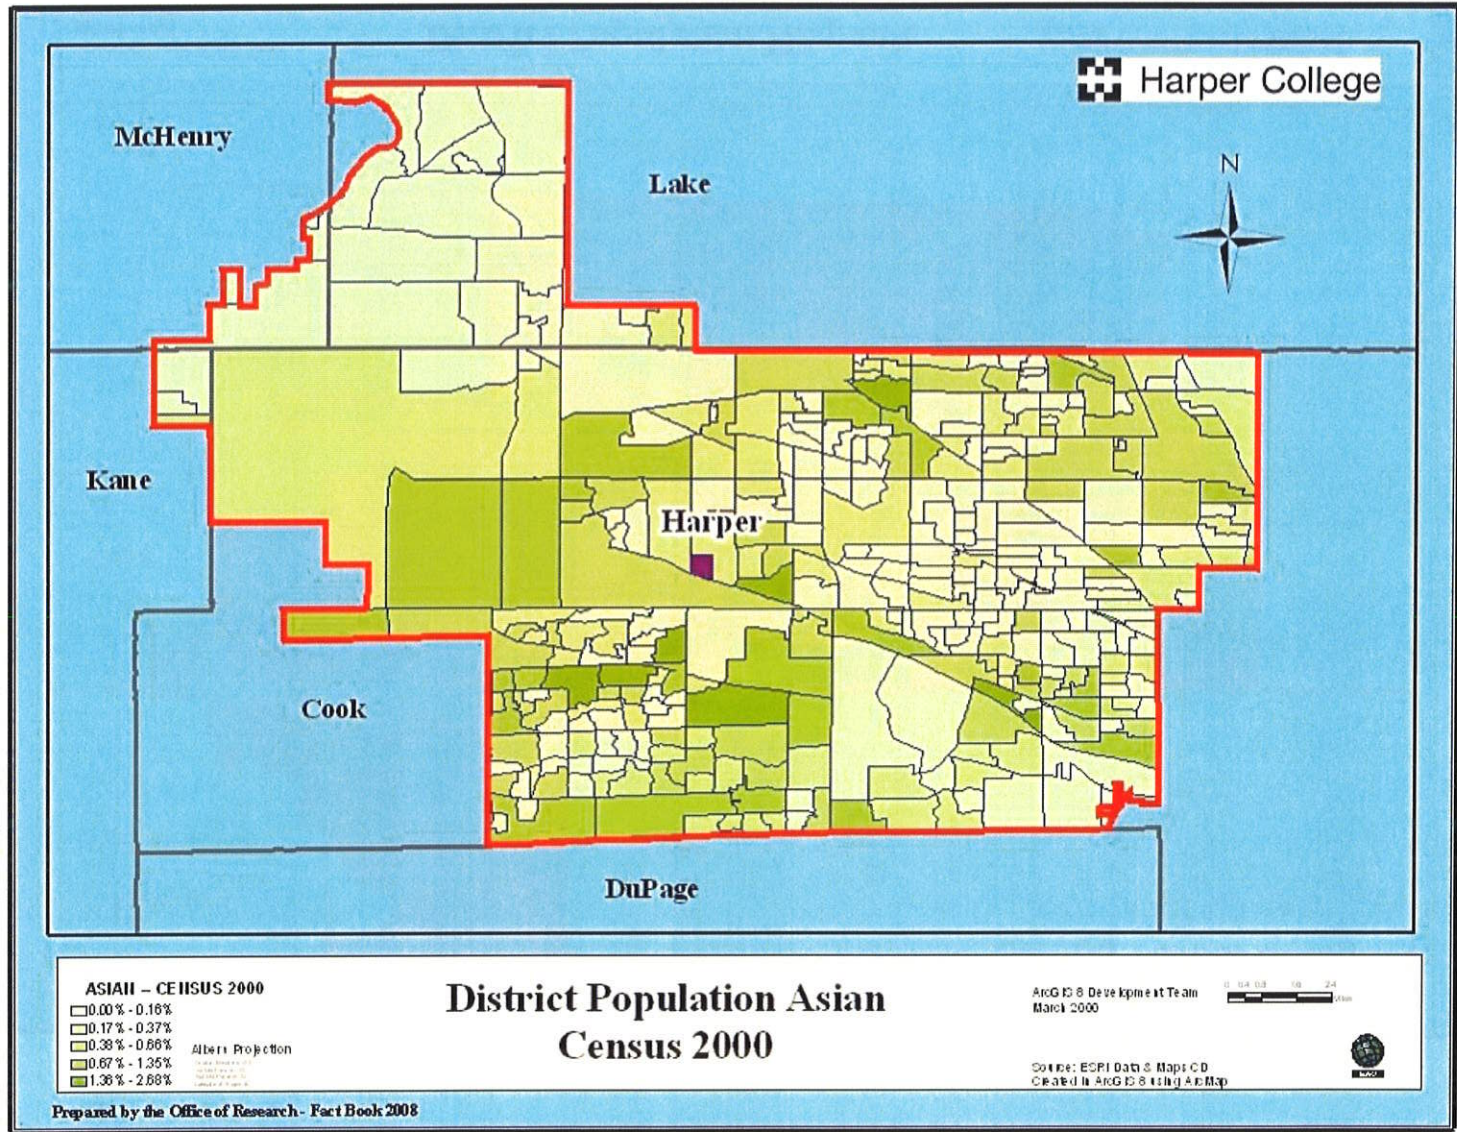 Harper College
McHenry
Lake
N
Kane
Harper
Cook
DuPage
ASIAN – CENSUS 2000
0.00% - 0.16%
0.17% - 0.37%
0.38% - 0.66%
0.67% - 1.35%
1.36% - 2.68%
Albers Projection
District Population Asian
Census 2000
ArcGIS 8 Development Team
March 2000
Source: ESRI Data & Maps CD
Created in ArcGIS 8 using ArcMap
Prepared by the Office of Research - Fact Book 2008